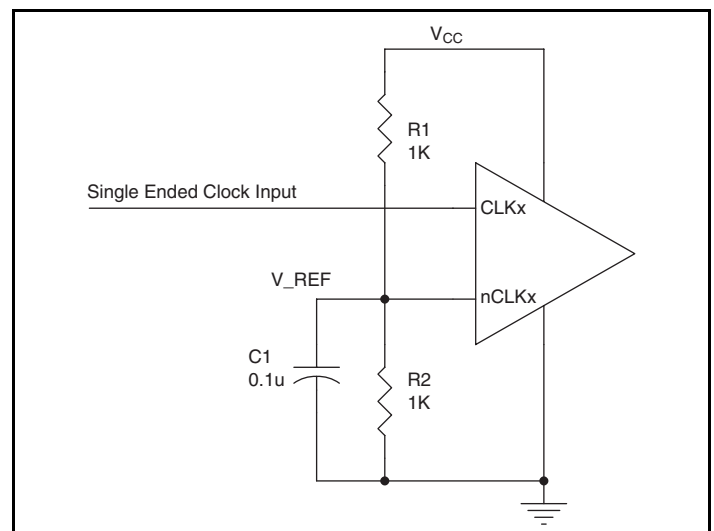 VCC
R1
1K
Single Ended Clock Input
CLKx
V_REF
nCLKx
C1
0.1u
R2
1K